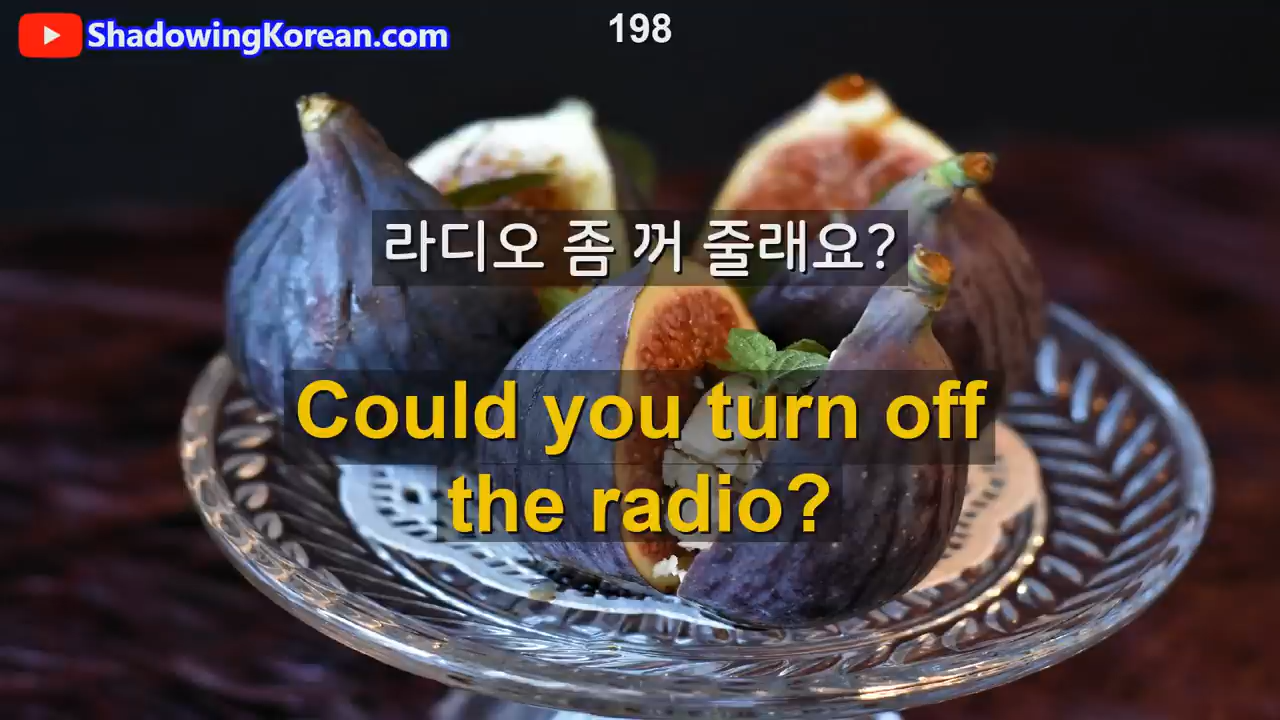 ShadowingKorean.com
198
라디오 좀 꺼 줄래요?
Could you turn off
the radio?